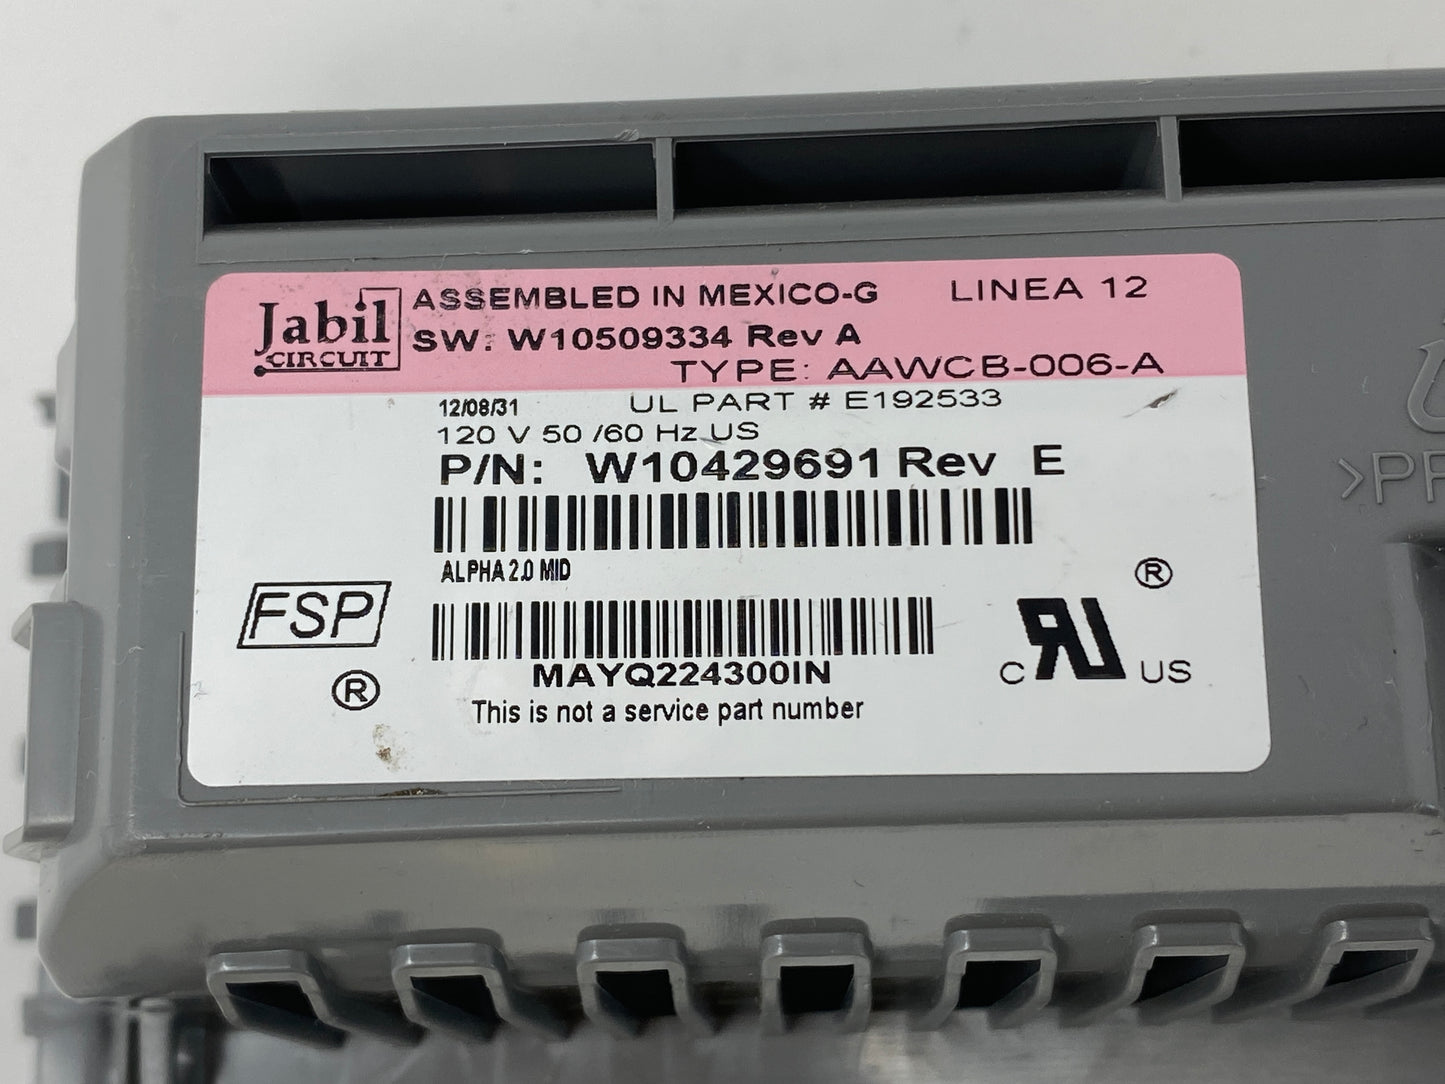 Jabil
CIRCUIT
ASSEMBLED IN MEXICO-G LINEA 12
SW: W10509334 Rev A
TYPE: AAWCB-006-A
12/08/31 UL PART # E192533
120 V 50 /60 Hz US
P/N: W10429691 Rev E
ALPHA 2.0 MID
FSP
®
MAYQ224300IN
This is not a service part number
®
C RU US
>PP